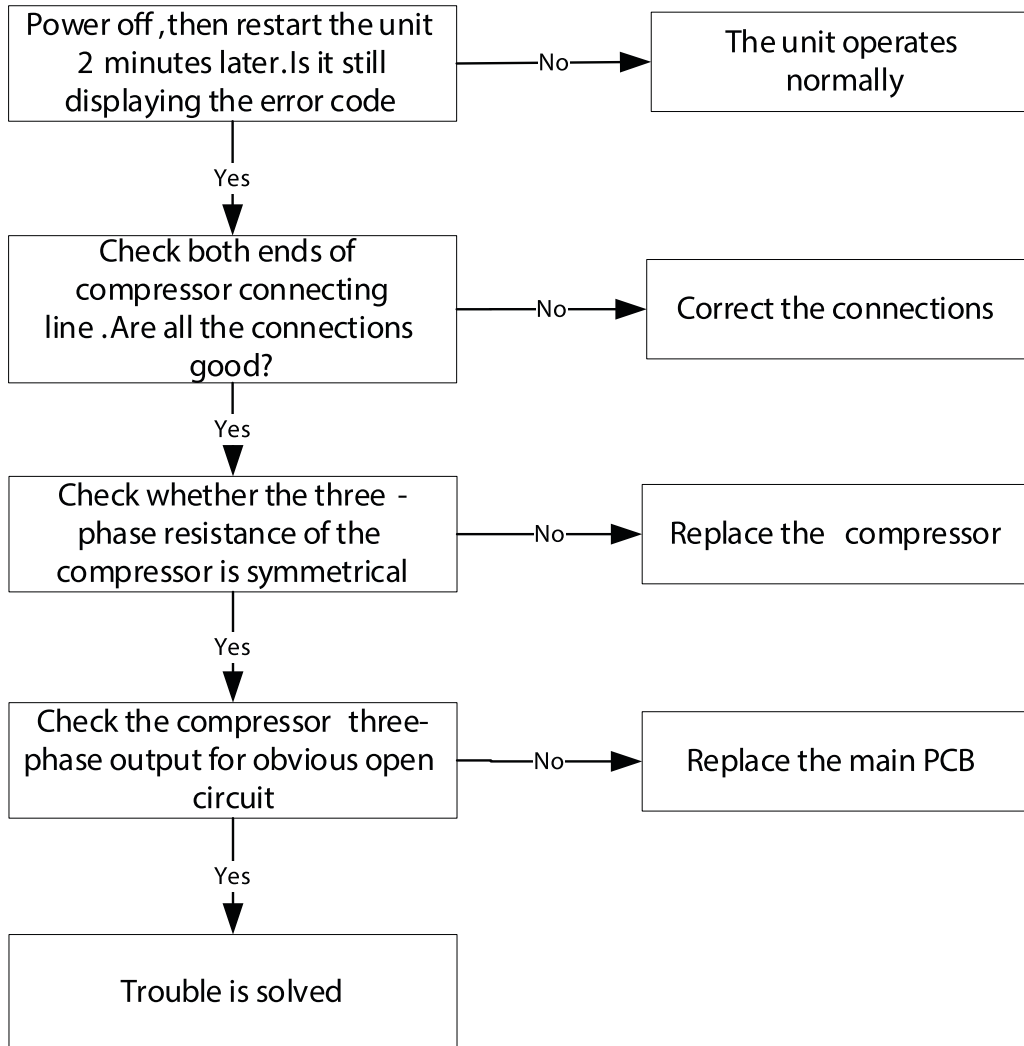 Power off ,then restart the unit
2 minutes later.Is it still
displaying the error code
No
The unit operates
normally
Yes
Check both ends of
compressor connecting
line .Are all the connections
good?
No
Correct the connections
Yes
Check whether the three -
phase resistance of the
compressor is symmetrical
No
Replace the compressor
Yes
Check the compressor three-
phase output for obvious open
circuit
No
Replace the main PCB
Yes
Trouble is solved